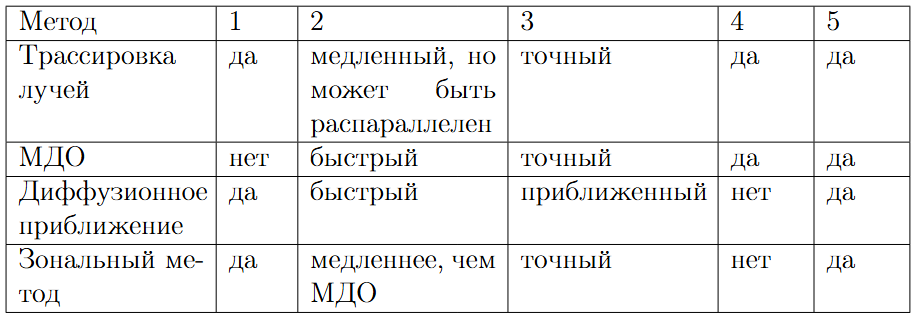 Метод 1 2 3 4 5
Трассировка да медленный, но точный да да
лучей может быть
распараллелен
МДО нет быстрый точный да да
Диффузионное да быстрый приближенный нет да
приближение
Зональный ме- да медленнее, чем точный нет да
тод МДО